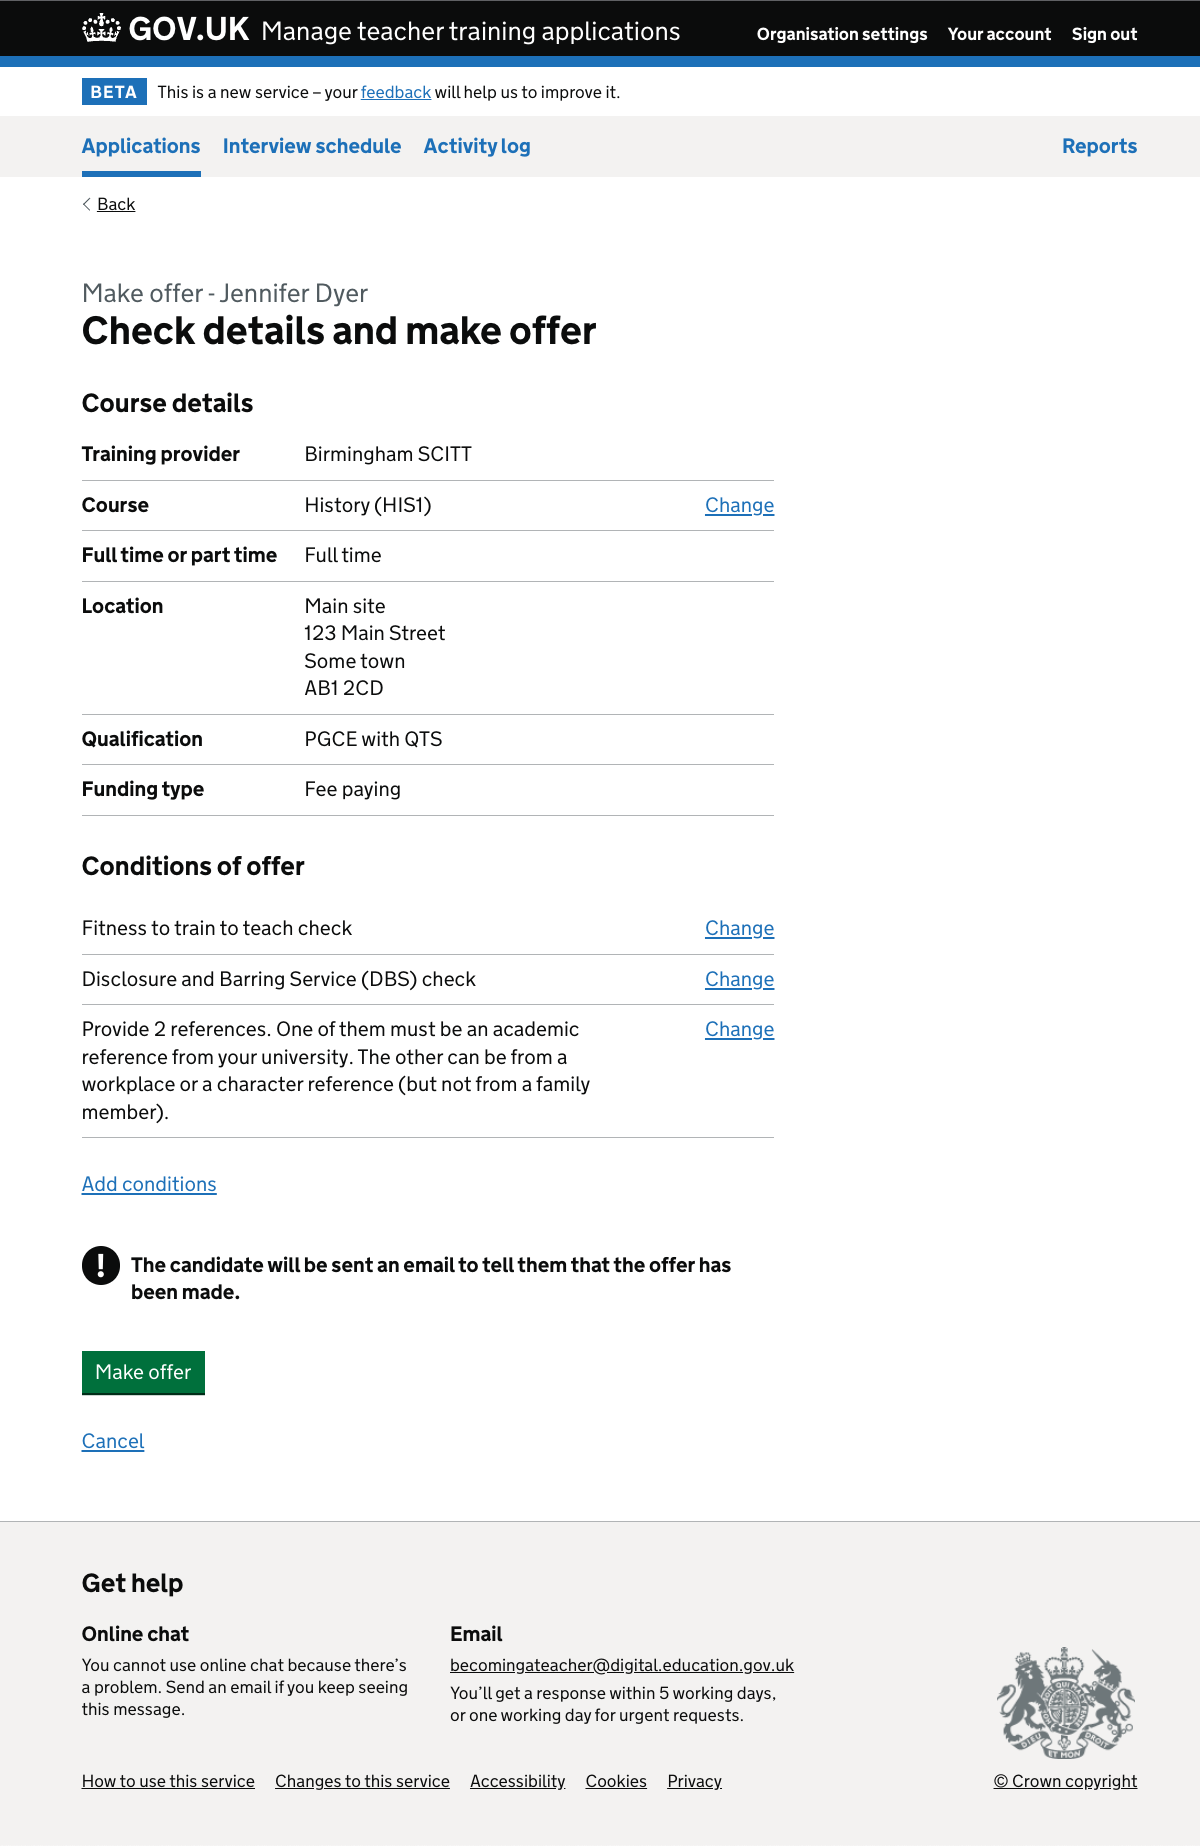 GOV.UK Manage teacher training applications Organisation settings Your account Sign out
BETA This is a new service – your feedback will help us to improve it.
Applications Interview schedule Activity log Reports
Back
Make offer - Jennifer Dyer
Check details and make offer
Course details
Training provider Birmingham SCITT
Course History (HIS1) Change
Full time or part time Full time
Location Main site
123 Main Street
Some town
AB1 2CD
Qualification PGCE with QTS
Funding type Fee paying
Conditions of offer
Fitness to train to teach check Change
Disclosure and Barring Service (DBS) check Change
Provide 2 references. One of them must be an academic Change
reference from your university. The other can be from a
workplace or a character reference (but not from a family
member).
Add conditions
! The candidate will be sent an email to tell them that the offer has
been made.
Make offer
Cancel
Get help
Online chat
You cannot use online chat because there’s
a problem. Send an email if you keep seeing
this message.
Email
becomingateacher@digital.education.gov.uk
You’ll get a response within 5 working days,
or one working day for urgent requests.
DIEU ET MON DROIT
How to use this service Changes to this service Accessibility Cookies Privacy © Crown copyright